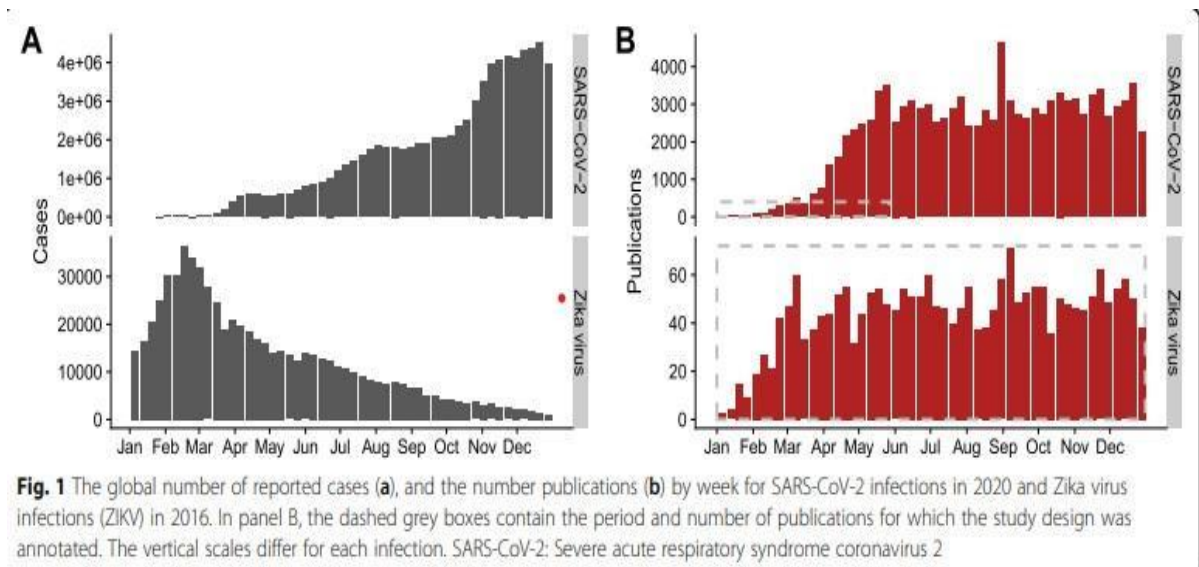 A
B
4e+06
3e+06
2e+06
1e+06
0e+00
SARS-CoV-2
4000
3000
2000
1000
0
SARS-CoV-2
Cases
Publications
30000
20000
10000
0
Zika virus
60
40
20
0
Zika virus
Jan Feb Mar Apr May Jun Jul Aug Sep Oct Nov Dec
Jan Feb Mar Apr May Jun Jul Aug Sep Oct Nov Dec
Fig. 1 The global number of reported cases (a), and the number publications (b) by week for SARS-CoV-2 infections in 2020 and Zika virus
infections (ZIKV) in 2016. In panel B, the dashed grey boxes contain the period and number of publications for which the study design was
annotated. The vertical scales differ for each infection. SARS-CoV-2: Severe acute respiratory syndrome coronavirus 2